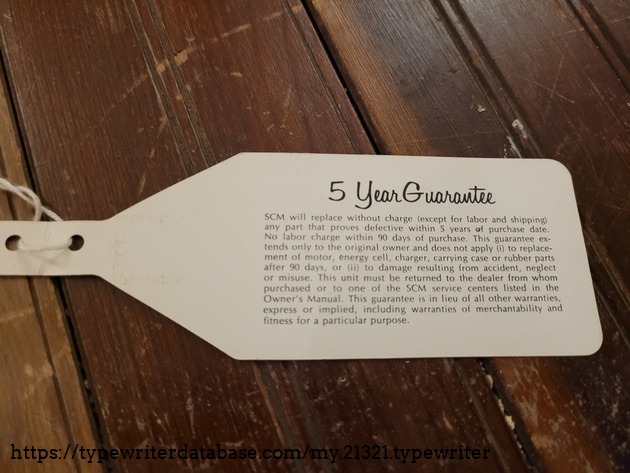 5 Year Guarantee
SCM will replace without charge (except for labor and shipping)
any part that proves defective within 5 years of purchase date.
No labor charge within 90 days of purchase. This guarantee ex-
tends only to the original owner and does not apply (i) to replace-
ment of motor, energy cell, charger, carrying case or rubber parts
after 90 days, or (ii) to damage resulting from accident, neglect
or misuse. This unit must be returned to the dealer from whom
purchased or to one of the SCM service centers listed in the
Owner's Manual. This guarantee is in lieu of all other warranties,
express or implied, including warranties of merchantability and
fitness for a particular purpose.
https://typewriterdatabase.com/my.21321.typewriter